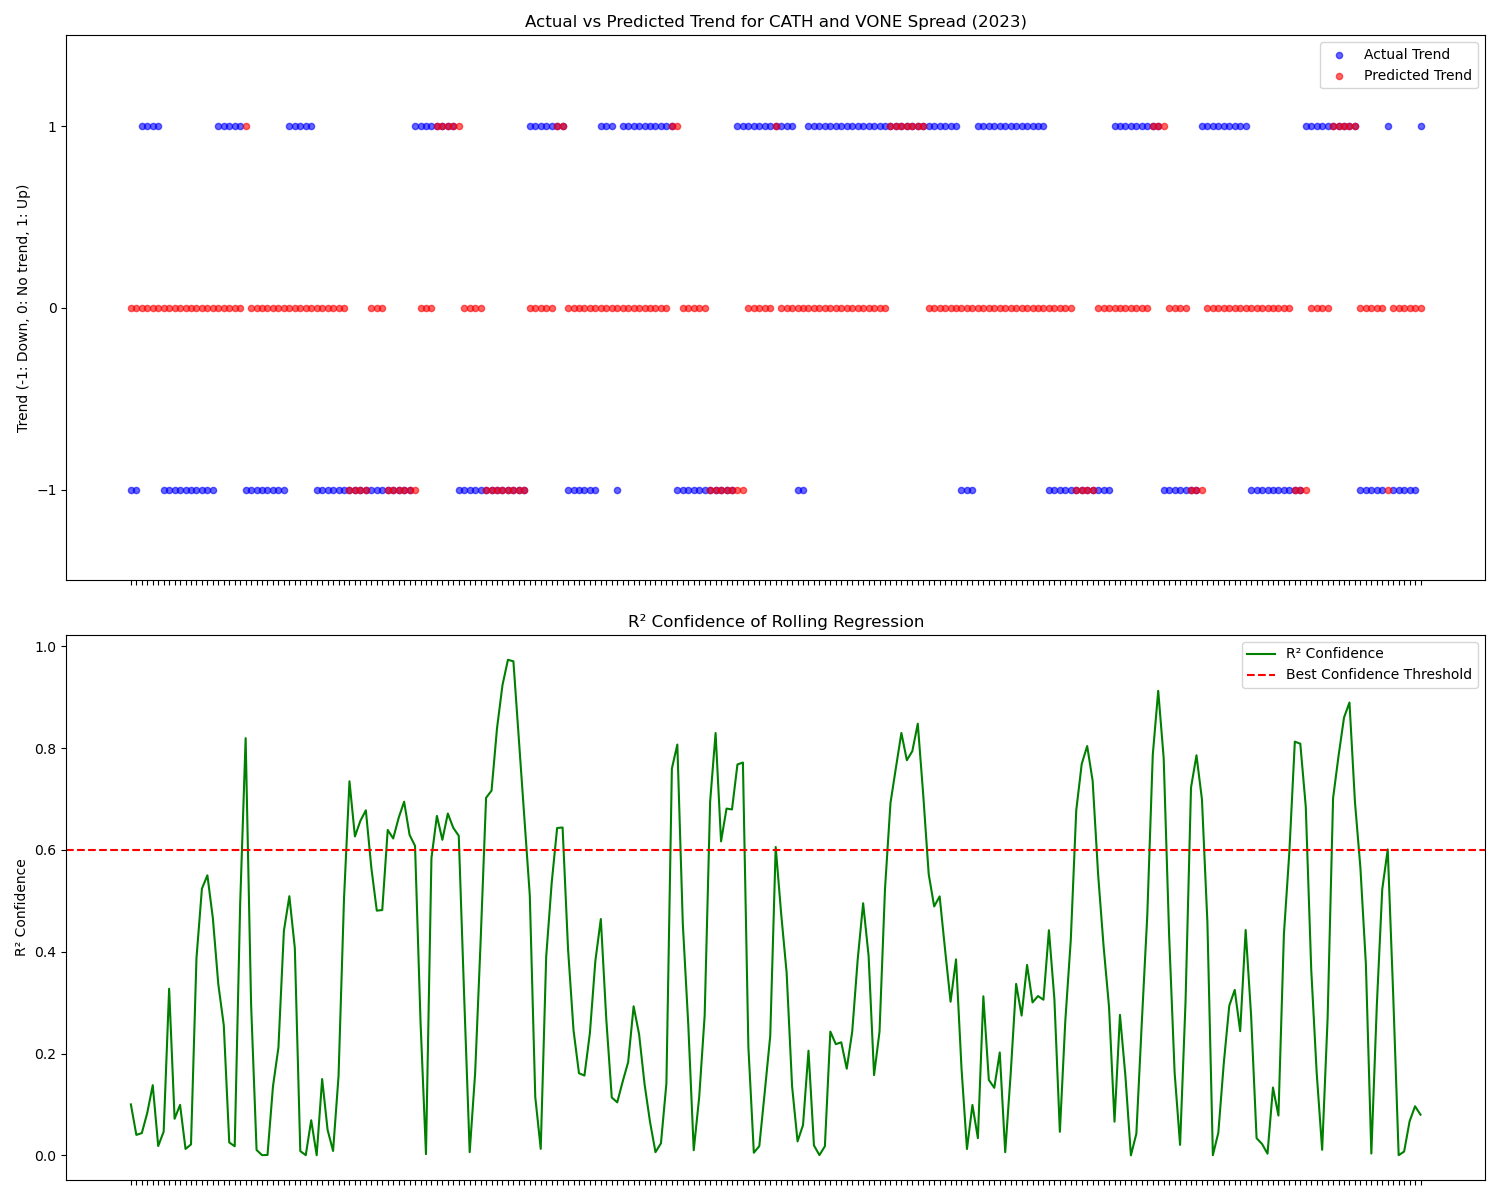 Actual vs Predicted Trend for CATH and VONE Spread (2023)
Actual Trend
Predicted Trend
Trend (-1: Down, 0: No trend, 1: Up)
1
0
−1
R² Confidence of Rolling Regression
R² Confidence
Best Confidence Threshold
R² Confidence
1.0
0.8
0.6
0.4
0.2
0.0